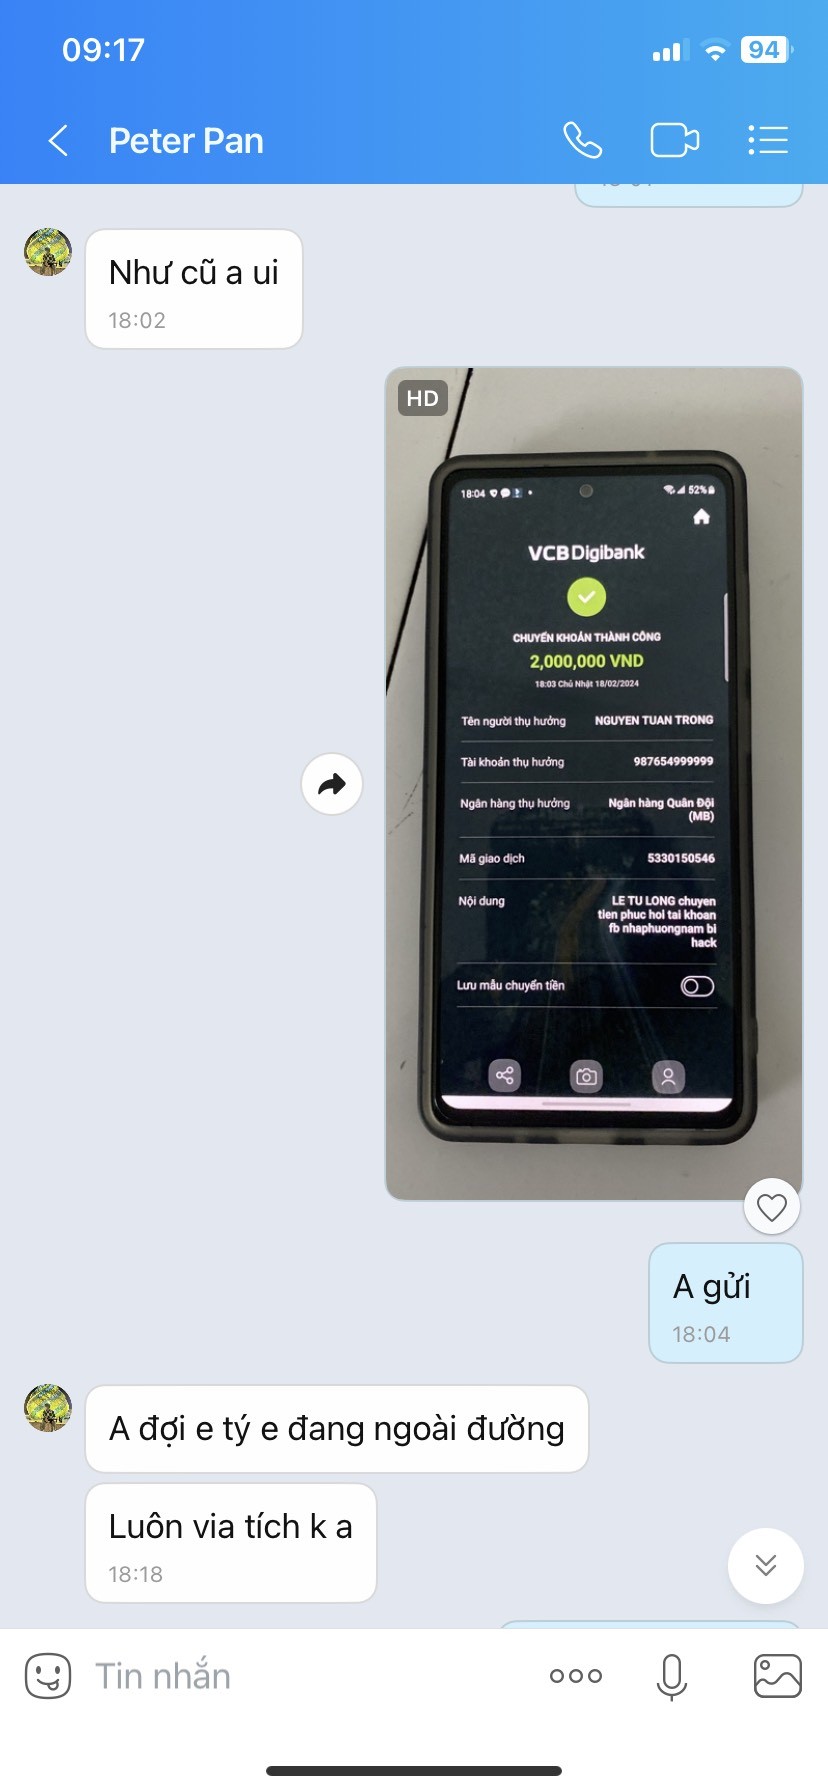 09:17
94
Peter Pan
Như cũ a ui
18:02
HD
18:04
52%
VCB Digibank
CHUYỂN KHOẢN THÀNH CÔNG
2,000,000 VND
18:03 Chủ Nhật 18/02/2024
Tên người thụ hưởng NGUYEN TUAN TRONG
Tài khoản thụ hưởng 987654999999
Ngân hàng thụ hưởng Ngân hàng Quân Đội
(MB)
Mã giao dịch 5330150546
Nội dung LE TU LONG chuyen
tien phuc hoi tai khoan
fb nhaphuongnam bi
hack
Lưu mẫu chuyển tiền
A gửi
18:04
A đợi e tý e đang ngoài đường
Luôn via tích k a
18:18
Tin nhắn